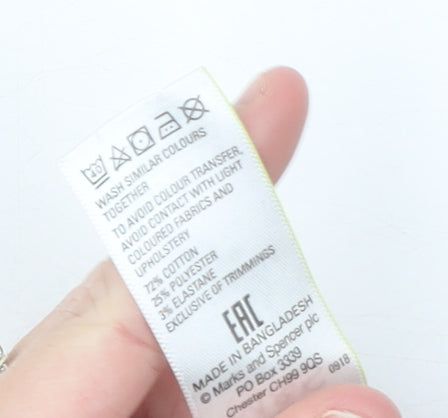 40
WASH SIMILAR COLOURS
TOGETHER
TO AVOID COLOUR TRANSFER,
AVOID CONTACT WITH LIGHT
COLOURED FABRICS AND
UPHOLSTERY
72% COTTON
25% POLYESTER
3% ELASTANE
EXCLUSIVE OF TRIMMINGS
EAC
MADE IN BANGLADESH
© Marks and Spencer plc
PO Box 3339
Chester CH99 9QS
0918